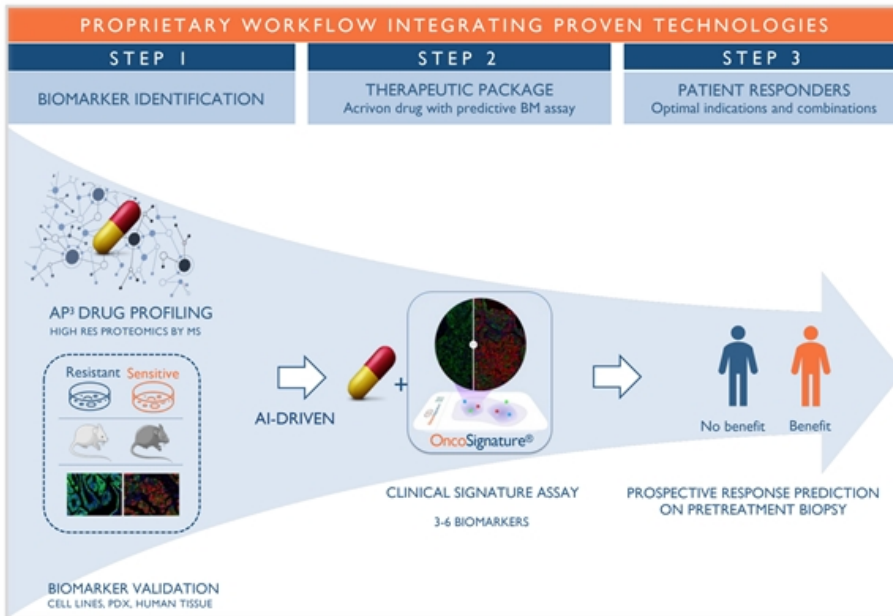 PROPRIETARY WORKFLOW INTEGRATING PROVEN TECHNOLOGIES
STEP 1
STEP 2
STEP 3
BIOMARKER IDENTIFICATION
THERAPEUTIC PACKAGE
Acrivon drug with predictive BM assay
PATIENT RESPONDERS
Optimal indications and combinations
AP³ DRUG PROFILING
HIGH RES PROTEOMICS BY MS
Resistant
Sensitive
BIOMARKER VALIDATION
CELL LINES, PDX, HUMAN TISSUE
AI-DRIVEN
+
OncoSignature®
CLINICAL SIGNATURE ASSAY
3-6 BIOMARKERS
No benefit
Benefit
PROSPECTIVE RESPONSE PREDICTION
ON PRETREATMENT BIOPSY